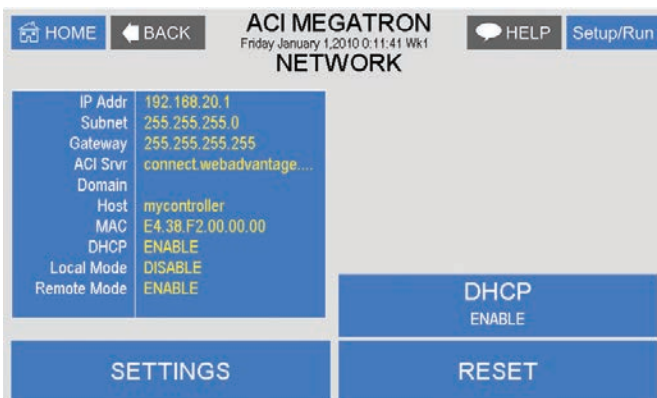 HOME
BACK
ACI MEGATRON
Friday January 1,2010 0:11:41 Wk1
NETWORK
HELP
Setup/Run
IP Addr 192.168.20.1
Subnet 255.255.255.0
Gateway 255.255.255.255
ACI Srvr connect.webadvantage....
Domain
Host mycontroller
MAC E4.38.F2.00.00.00
DHCP ENABLE
Local Mode DISABLE
Remote Mode ENABLE
DHCP
ENABLE
SETTINGS
RESET